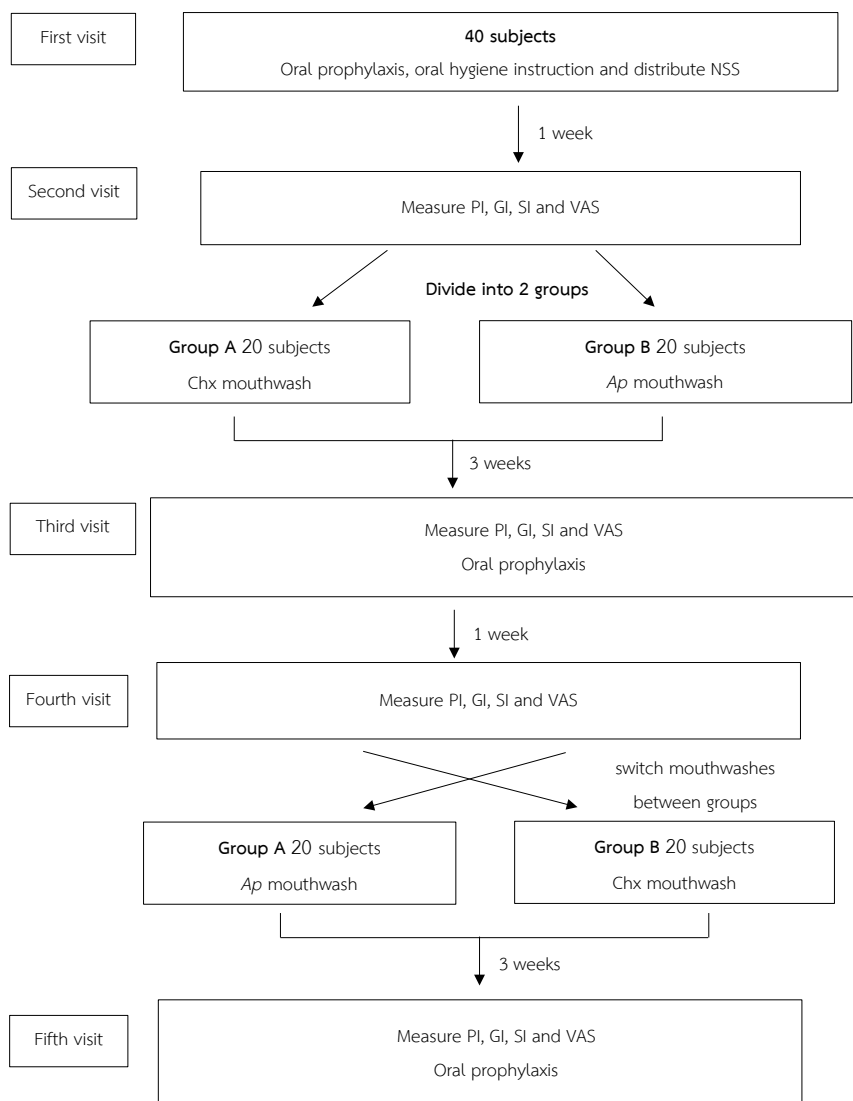 First visit
40 subjects
Oral prophylaxis, oral hygiene instruction and distribute NSS
1 week
Second visit
Measure PI, GI, SI and VAS
Divide into 2 groups
Group A 20 subjects
Chx mouthwash
Group B 20 subjects
Ap mouthwash
3 weeks
Third visit
Measure PI, GI, SI and VAS
Oral prophylaxis
1 week
Fourth visit
Measure PI, GI, SI and VAS
switch mouthwashes
between groups
Group A 20 subjects
Ap mouthwash
Group B 20 subjects
Chx mouthwash
3 weeks
Fifth visit
Measure PI, GI, SI and VAS
Oral prophylaxis